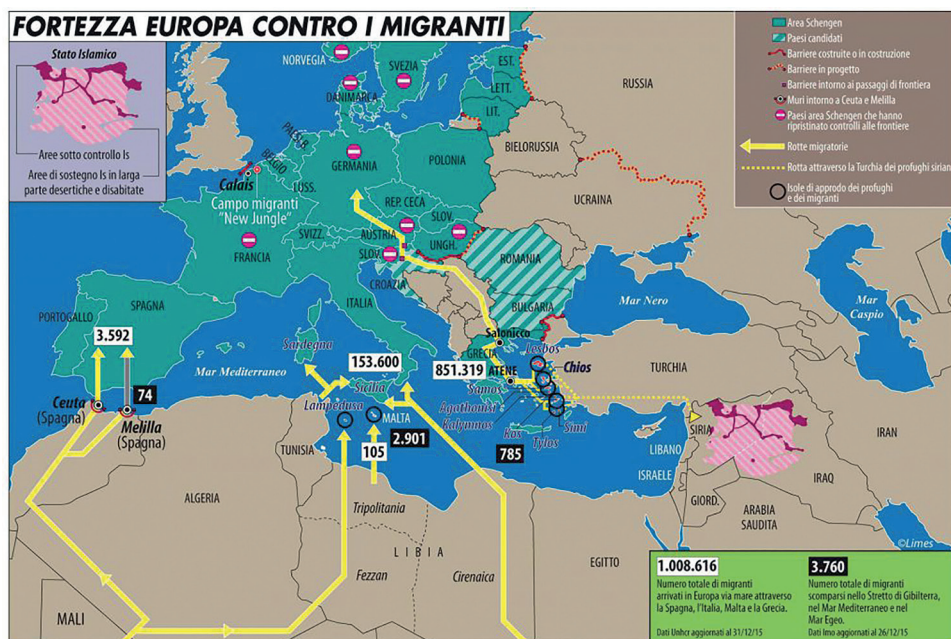 FORTEZZA EUROPA CONTRO I MIGRANTI
Stato Islamico
Aree sotto controllo Is
Aree di sostegno Is in larga
parte desertiche e disabitate
Area Schengen
Paesi candidati
Barriere costruite o in costruzione
Barriere in progetto
Barriere intorno ai passaggi di frontiera
Muri intorno a Ceuta e Melilla
Paesi area Schengen che hanno
ripristinato controlli alle frontiere
Rotte migratorie
Rotta attraverso la Turchia dei profughi sirian
Isole di approdo dei profughi
e dei migranti
NORVEGIA
SVEZIA
DANIMARCA
EST.
LETT.
LIT.
RUSSIA
BIELORUSSIA
UCRAINA
PAESI B.
BELGIO
LUSS.
GERMANIA
POLONIA
Calais
Campo migranti
"New Jungle"
REP. CECA
SLOV.
AUSTRIA
UNGH.
SVIZZ.
FRANCIA
SLOV.
CROAZIA
ROMANIA
BULGARIA
ITALIA
Mar Nero
Mar
Caspio
PORTOGALLO
SPAGNA
3.592
74
Ceuta
(Spagna)
Melilla
(Spagna)
Mar Mediterraneo
Sardegna
153.600
Sicilia
Lampedusa
MALTA
2.901
105
851.319
Salonicco
GRECIA
ATENE
Lesbos
Chios
Samos
Agathonisi
Kalymnos
Kos
Tylos
Simi
785
TURCHIA
SIRIA
LIBANO
ISRAELE
GIORD.
IRAQ
IRAN
ARABIA
SAUDITA
TUNISIA
ALGERIA
MALI
Tripolitania
LIBIA
Fezzan
Cirenaica
EGITTO
©Limes
1.008.616
Numero totale di migranti
arrivati in Europa via mare attraverso
la Spagna, l'Italia, Malta e la Grecia.
Dati Unhcr aggiornati al 31/12/15
3.760
Numero totale di migranti
scomparsi nello Stretto di Gibilterra,
nel Mar Mediterraneo e nel
Mar Egeo.
Dati Imo aggiornati al 26/12/15